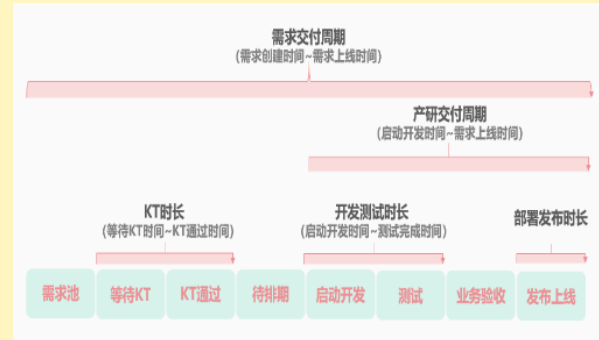 需求交付周期
(需求创建时间~需求上线时间)
产研交付周期
(启动开发时间~需求上线时间)
KT时长
(等待KT时间~KT通过时间)
开发测试时长
(启动开发时间~测试完成时间)
部署发布时长
需求池
等待KT
KT通过
待排期
启动开发
测试
业务验收
发布上线